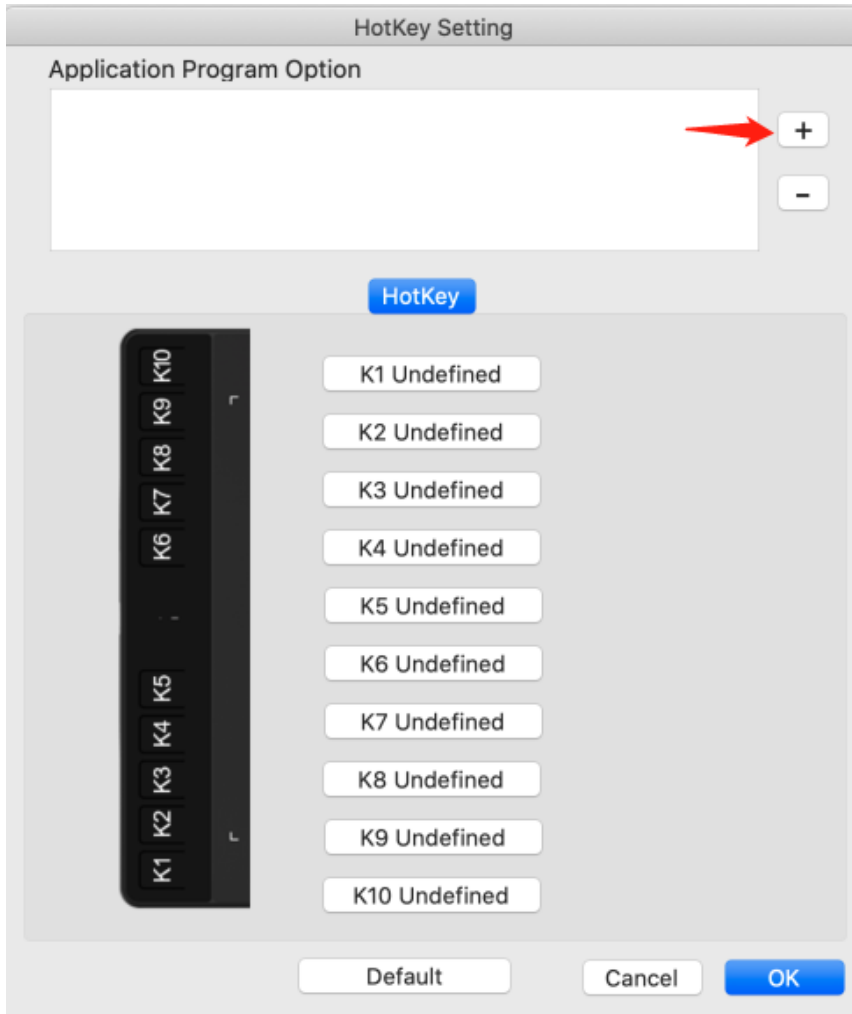 HotKey Setting
Application Program Option
+
-
HotKey
K10
K9
K8
K7
K6
K5
K4
K3
K2
K1
K1 Undefined
K2 Undefined
K3 Undefined
K4 Undefined
K5 Undefined
K6 Undefined
K7 Undefined
K8 Undefined
K9 Undefined
K10 Undefined
Default
Cancel
OK